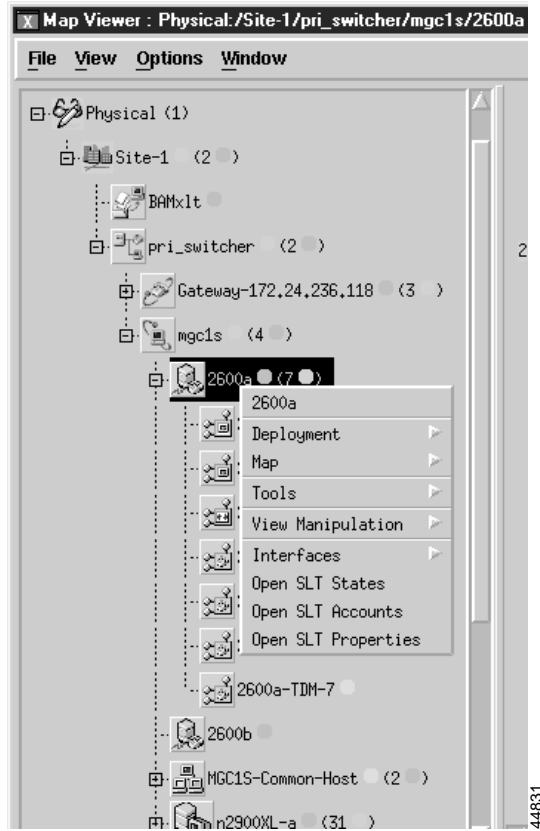 Map Viewer : Physical:/Site-1/pri_switcher/mgc1s/2600a
File View Options Window
Physical (1)
Site-1 (2 )
BAMxlt
pri_switcher (2 )
2
Gateway-172.24.236.118 (3 )
mgc1s (4 )
2600a (7 )
2600a
Deployment
Map
Tools
View Manipulation
Interfaces
Open SLT States
Open SLT Accounts
Open SLT Properties
2600a-TDM-7
2600b
MGC1S-Common-Host (2 )
n2900XL-a (31 )
44831